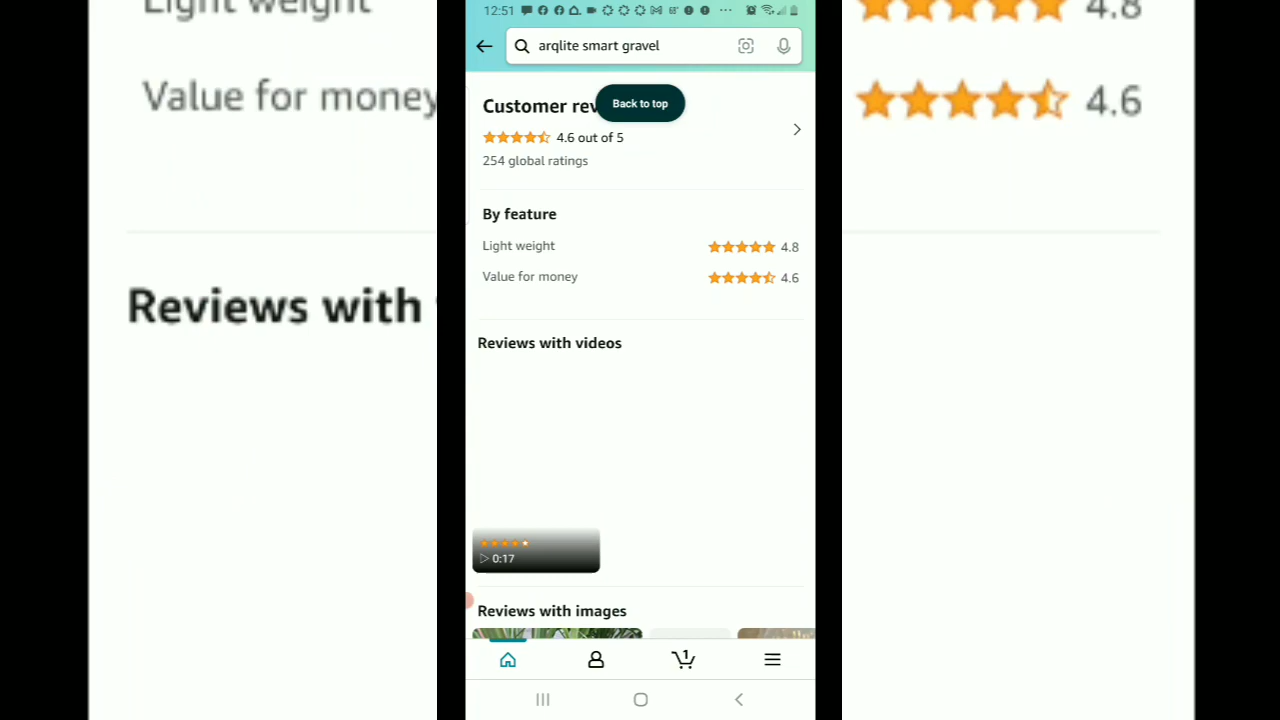 Light weight
4.8
Value for money
4.6
Reviews with
12:51
arqlite smart gravel
Customer rev
Back to top
4.6 out of 5
254 global ratings
By feature
Light weight 4.8
Value for money 4.6
Reviews with videos
0:17
Reviews with images
1